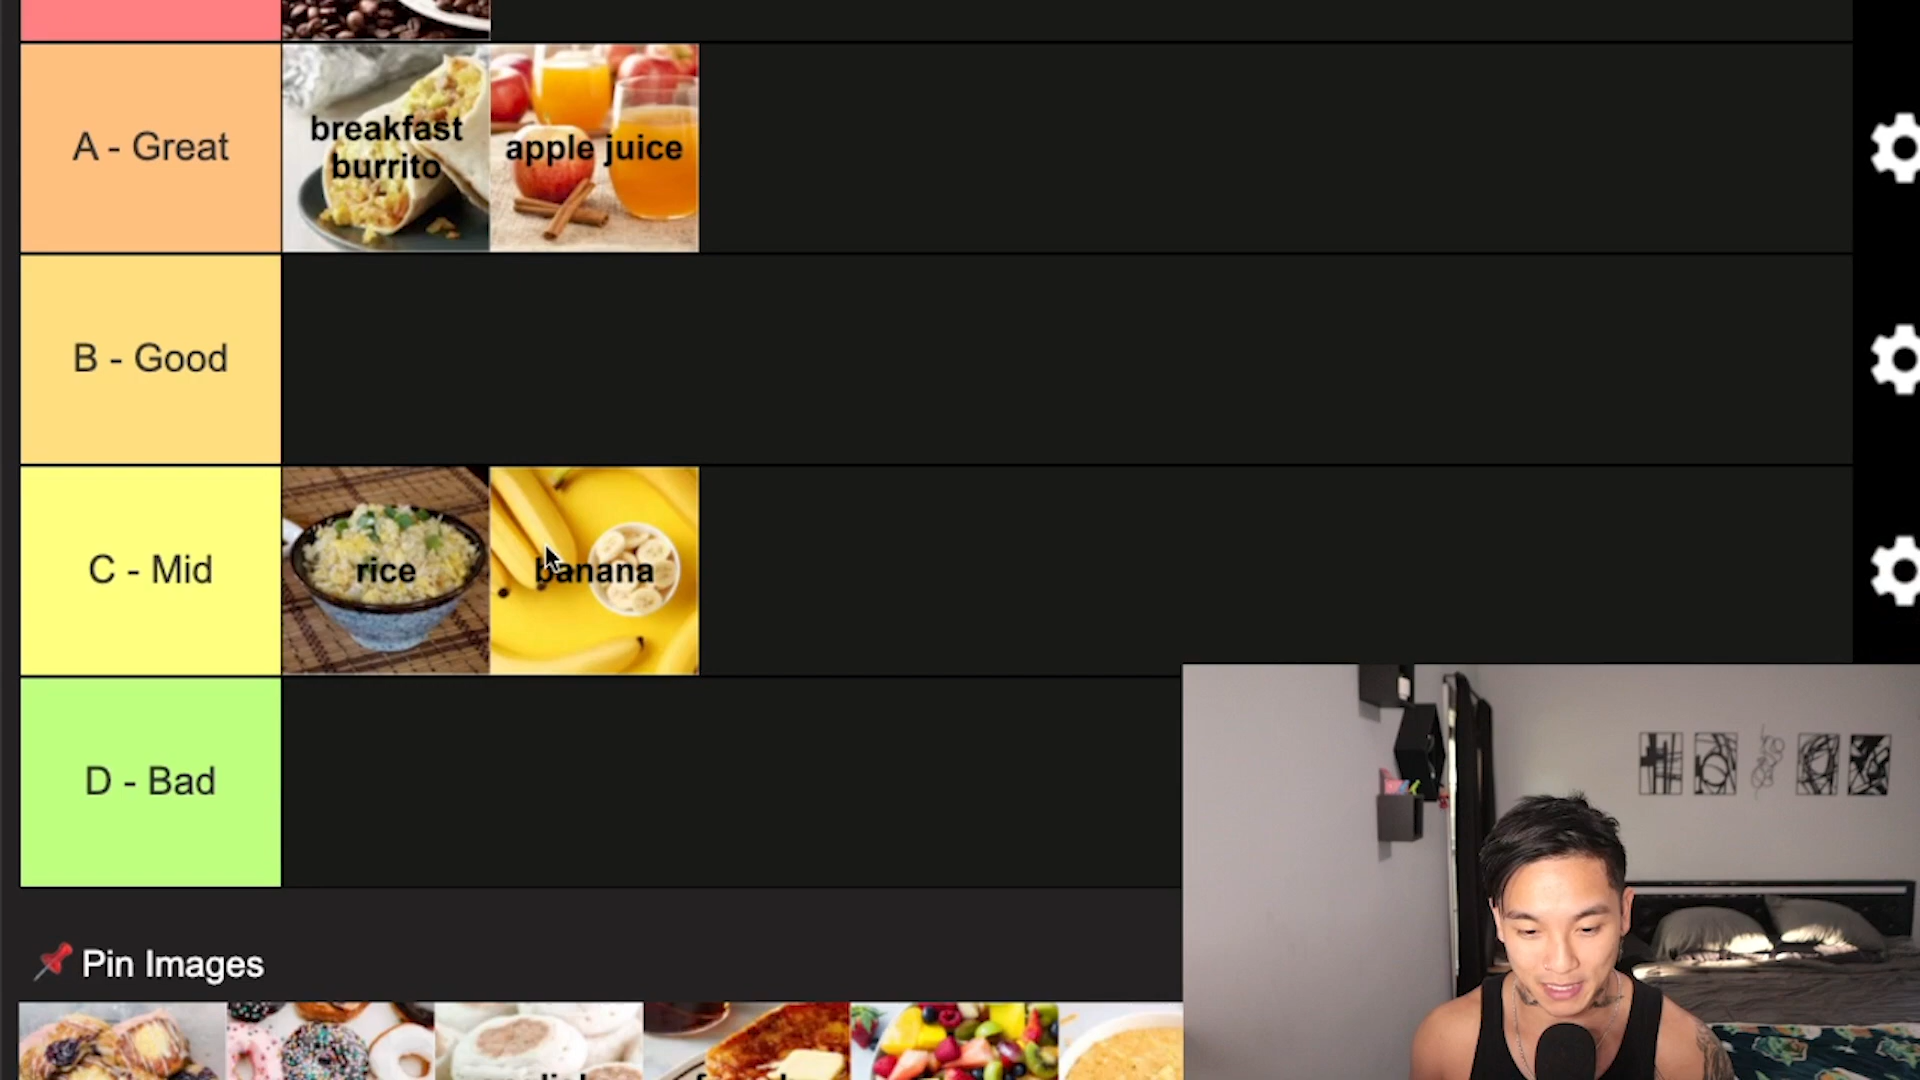 A - Great
breakfast
burrito
apple juice
B - Good
C - Mid
rice
banana
D - Bad
Pin Images